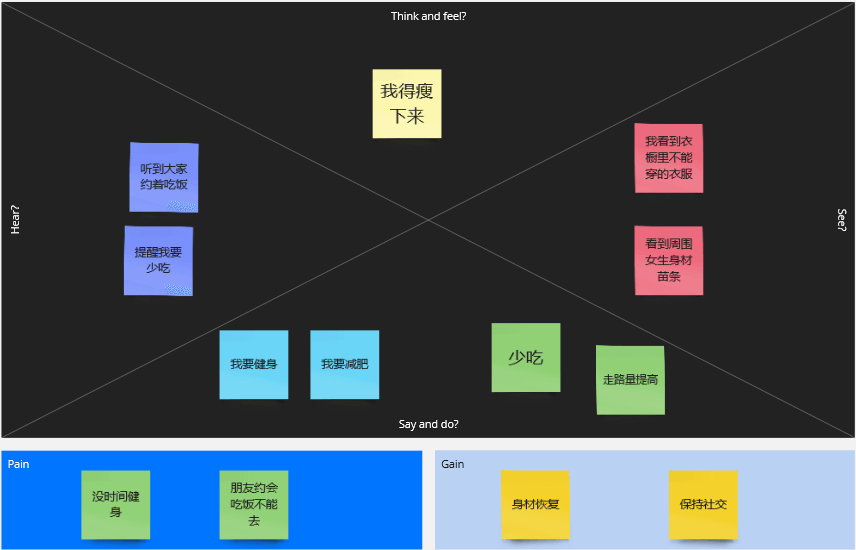 Think and feel?
我得瘦
下来
Hear?
听到大家
约着吃饭
提醒我要
少吃
See?
我看到衣
橱里不能
穿的衣服
看到周围
女生身材
苗条
我要健身
我要减肥
少吃
走路量提高
Say and do?
Pain
没时间健
身
朋友约会
吃饭不能
去
Gain
身材恢复
保持社交